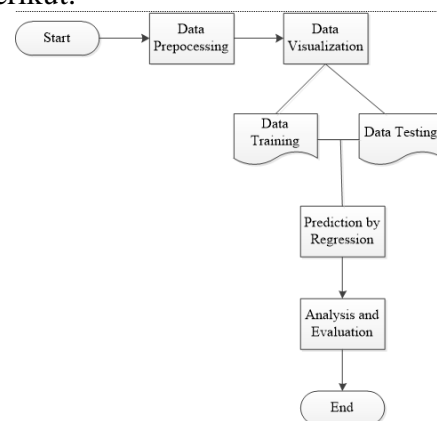 Start
Data
Prepocessing
Data
Visualization
Data
Training
Data Testing
Prediction by
Regression
Analysis and
Evaluation
End